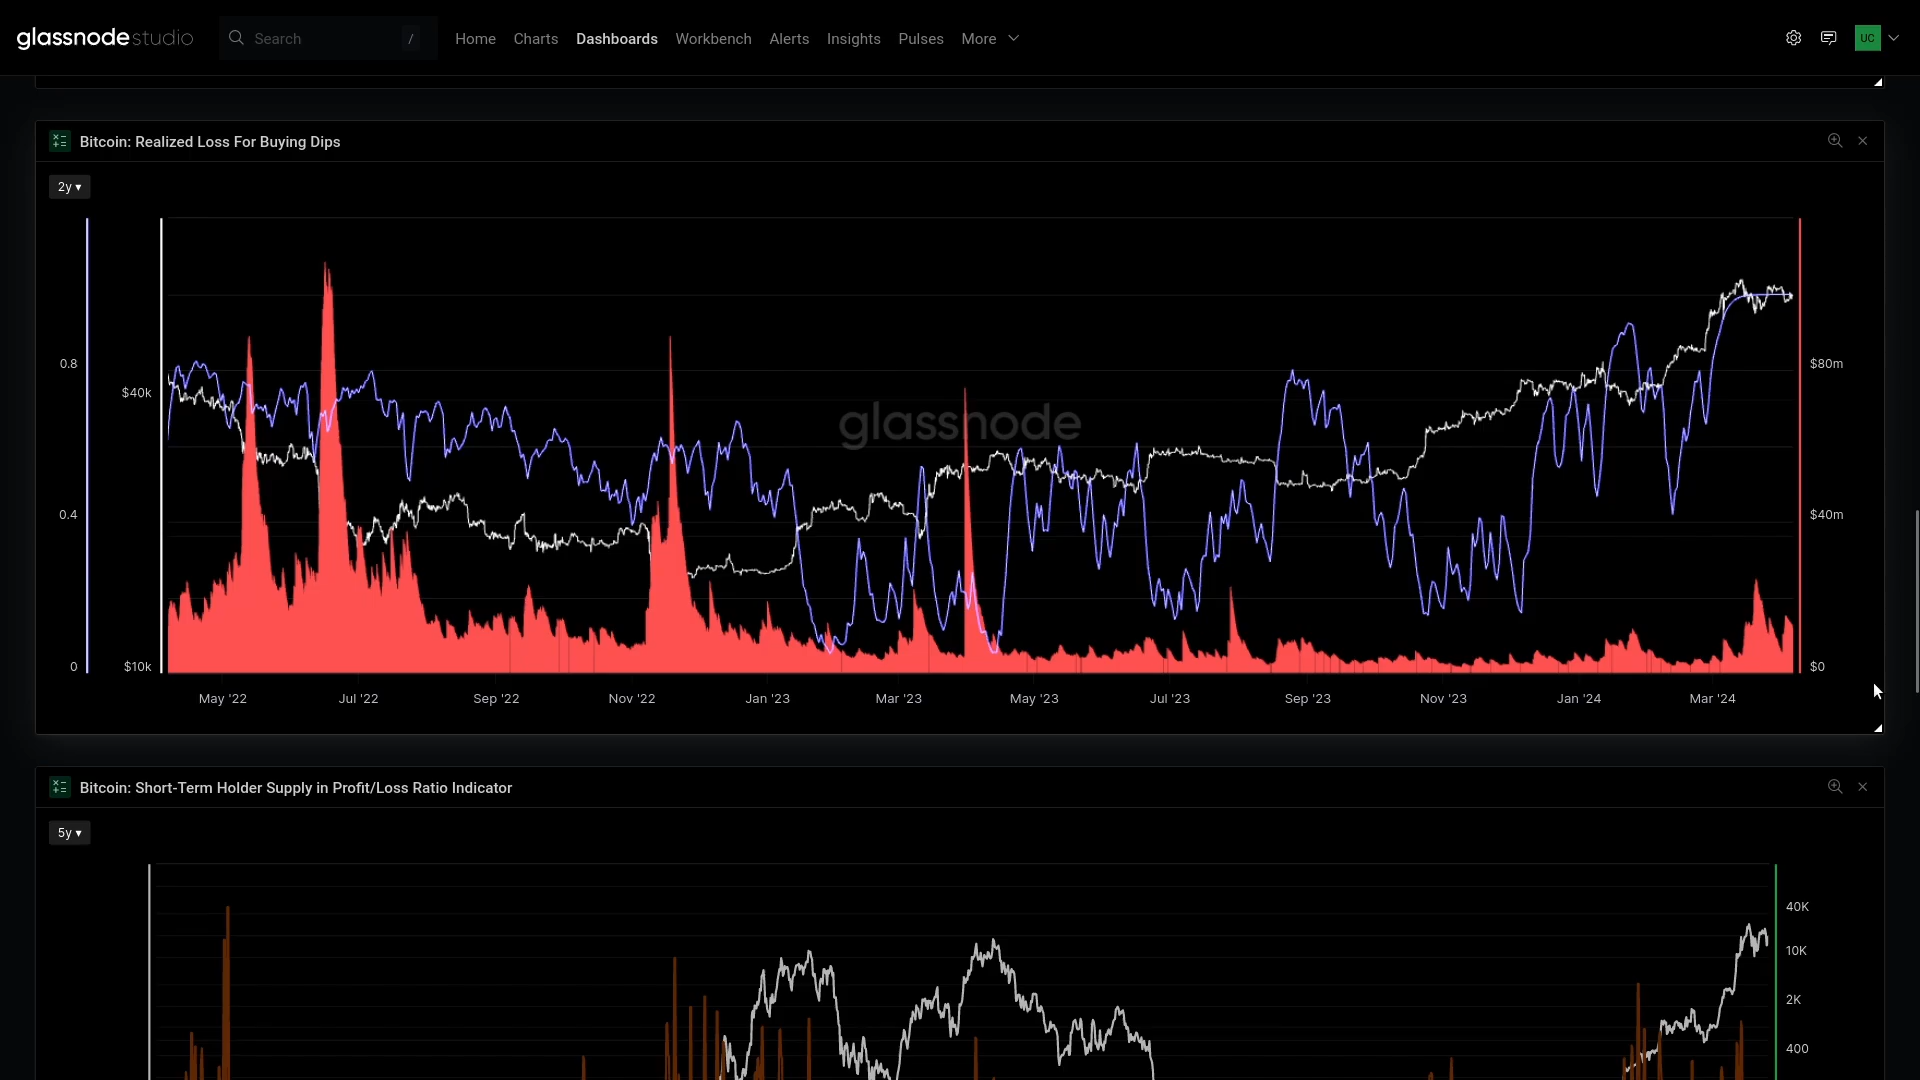 glassnodestudio
Search /
Home Charts Dashboards Workbench Alerts Insights Pulses More
UC
Bitcoin: Realized Loss For Buying Dips
2y ▾
glassnode
0.8
0.4
0
$40k
$10k
$80m
$40m
$0
May '22 Jul '22 Sep '22 Nov '22 Jan '23 Mar '23 May '23 Jul '23 Sep '23 Nov '23 Jan '24 Mar '24
Bitcoin: Short-Term Holder Supply in Profit/Loss Ratio Indicator
5y ▾
40K
10K
2K
400